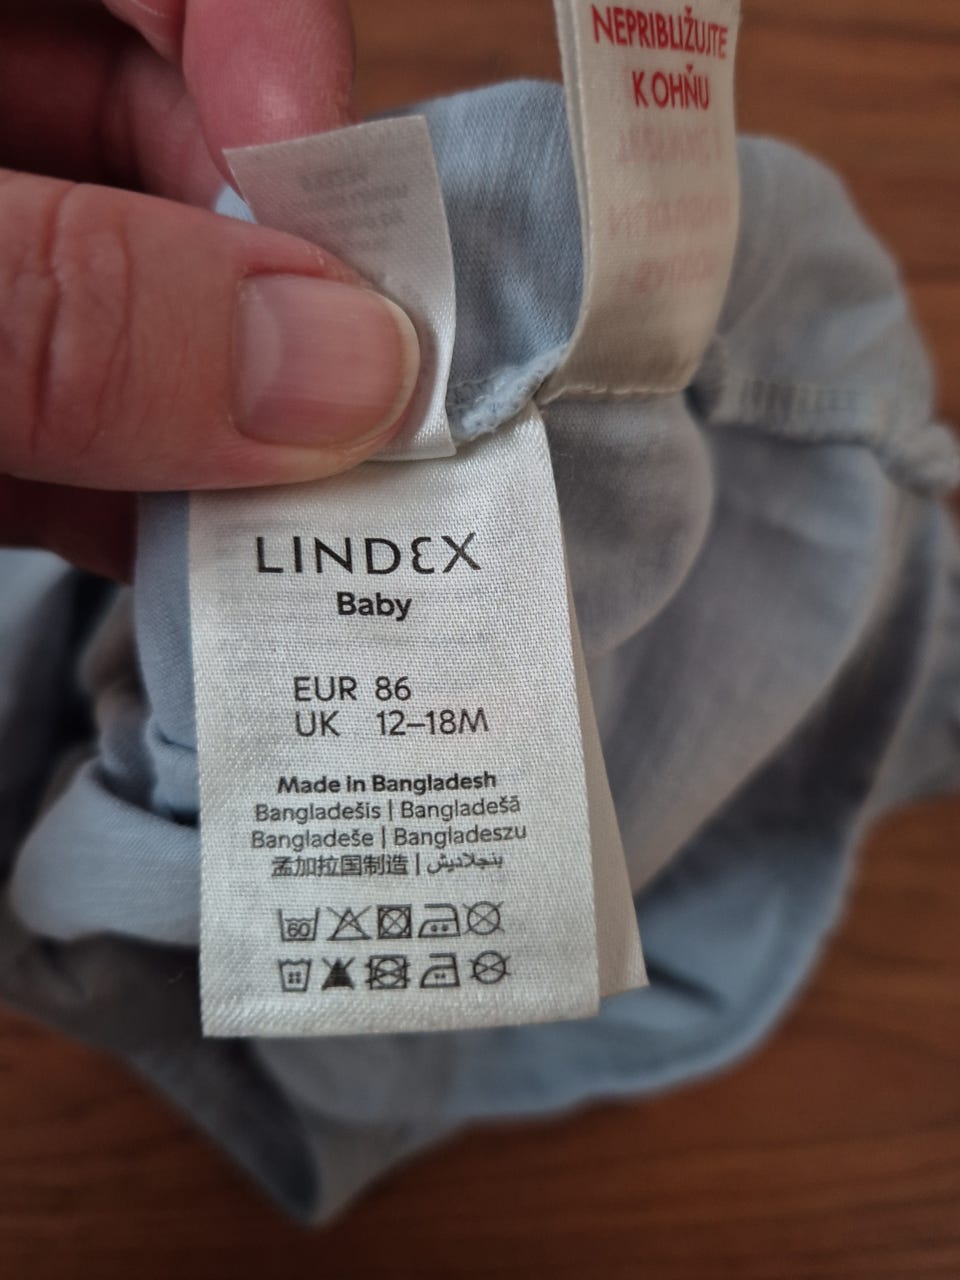 NEPRIBLIŽUJTE
K OHŇU
LINDEX
Baby
EUR 86
UK 12–18M
Made in Bangladesh
Bangladešis | Bangladešā
Bangladeše | Bangladeszu
孟加拉国制造 | بنجلاديش
60